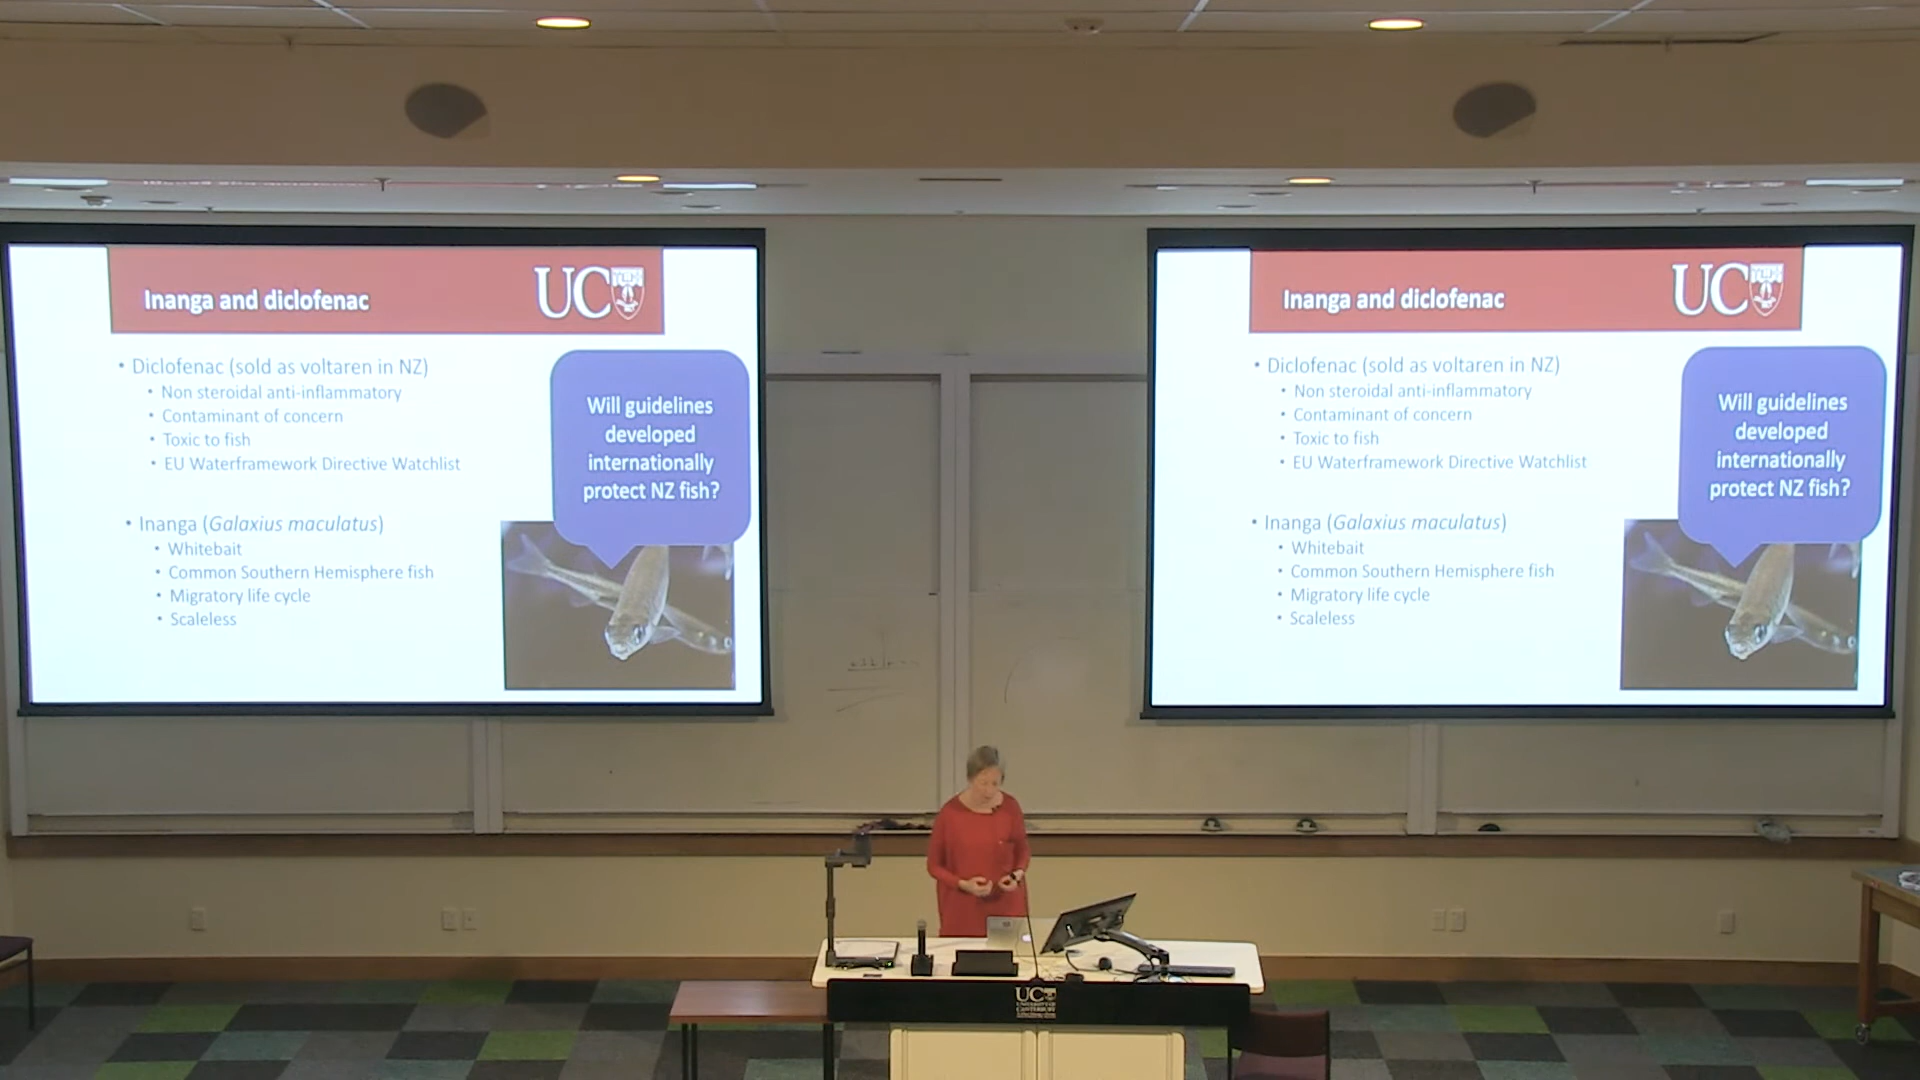 Inanga and diclofenac
UC
• Diclofenac (sold as voltaren in NZ)
• Non steroidal anti-inflammatory
• Contaminant of concern
• Toxic to fish
• EU Waterframework Directive Watchlist
Will guidelines
developed
internationally
protect NZ fish?
• Inanga (Galaxius maculatus)
• Whitebait
• Common Southern Hemisphere fish
• Migratory life cycle
• Scaleless
Inanga and diclofenac
UC
• Diclofenac (sold as voltaren in NZ)
• Non steroidal anti-inflammatory
• Contaminant of concern
• Toxic to fish
• EU Waterframework Directive Watchlist
Will guidelines
developed
internationally
protect NZ fish?
• Inanga (Galaxius maculatus)
• Whitebait
• Common Southern Hemisphere fish
• Migratory life cycle
• Scaleless
UC
UNIVERSITY OF
CANTERBURY